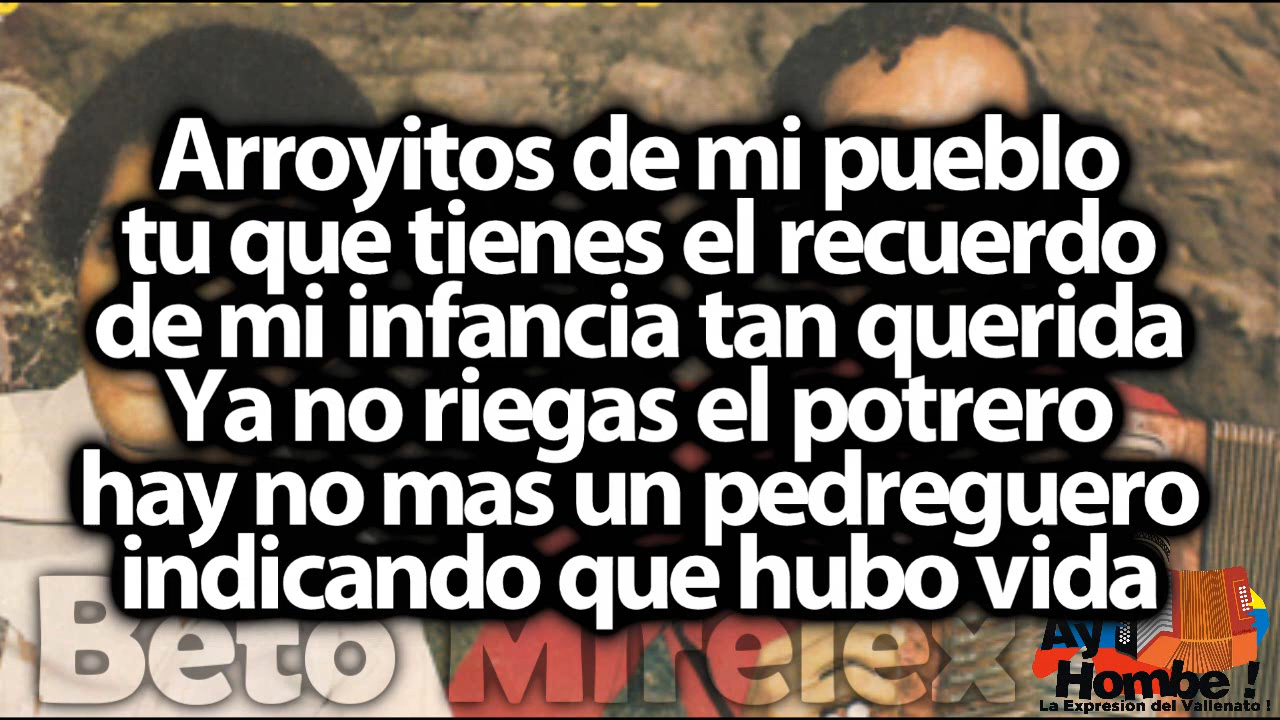 Arroyitos de mi pueblo
tu que tienes el recuerdo
de mi infancia tan querida
Ya no riegas el potrero
hay no mas un pedreguero
indicando que hubo vida
Beto Mirelex
Ay
Hombe !
La Expresion del Vallenato !